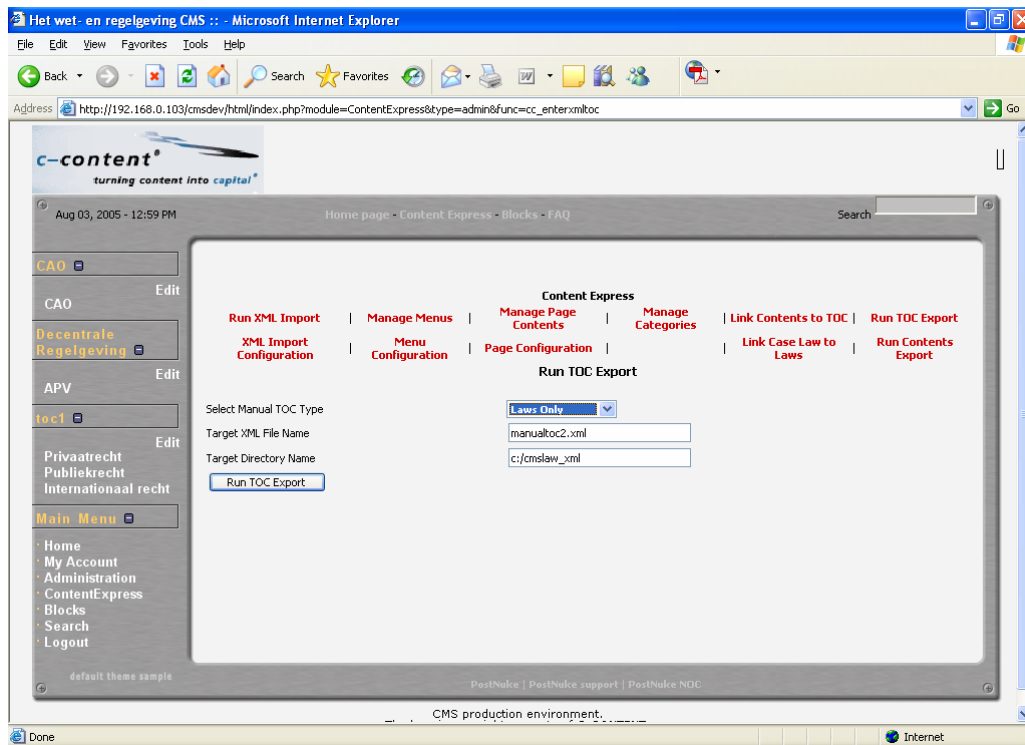 Het wet- en regelgeving CMS :: - Microsoft Internet Explorer
File Edit View Favorites Tools Help
Back Search Favorites
Address http://192.168.0.103/cmsdev/html/index.php?module=ContentExpress&type=admin&func=cc_enterxmltoc Go
c-content®
turning content into capital®
Aug 03, 2005 - 12:59 PM
Home page - Content Express - Blocks - FAQ
Search
CAO
Edit
CAO
Decentrale
Regelgeving
Edit
APV
toc1
Edit
Privaatrecht
Publiekrecht
Internationaal recht
Main Menu
· Home
· My Account
· Administration
· ContentExpress
· Blocks
· Search
· Logout
default theme sample
Content Express
Run XML Import | Manage Menus | Manage Page Contents | Manage Categories | Link Contents to TOC | Run TOC Export
XML Import Configuration | Menu Configuration | Page Configuration | | Link Case Law to Laws | Run Contents Export
Run TOC Export
Select Manual TOC Type Laws Only
Target XML File Name manualtoc2.xml
Target Directory Name c:/cmslaw_xml
Run TOC Export
PostNuke | PostNuke support | PostNuke NOC
CMS production environment.
Done Internet